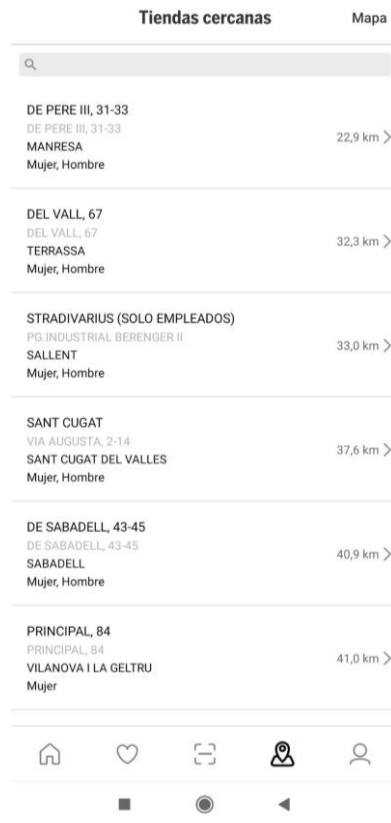 Tiendas cercanas
Mapa
DE PERE III, 31-33
DE PERE III, 31-33
MANRESA
Mujer, Hombre
22,9 km
DEL VALL, 67
DEL VALL, 67
TERRASSA
Mujer, Hombre
32,3 km
STRADIVARIUS (SOLO EMPLEADOS)
PG.INDUSTRIAL BERENGER II
SALLENT
Mujer, Hombre
33,0 km
SANT CUGAT
VIA AUGUSTA, 2-14
SANT CUGAT DEL VALLES
Mujer, Hombre
37,6 km
DE SABADELL, 43-45
DE SABADELL, 43-45
SABADELL
Mujer, Hombre
40,9 km
PRINCIPAL, 84
PRINCIPAL, 84
VILANOVA I LA GELTRU
Mujer
41,0 km